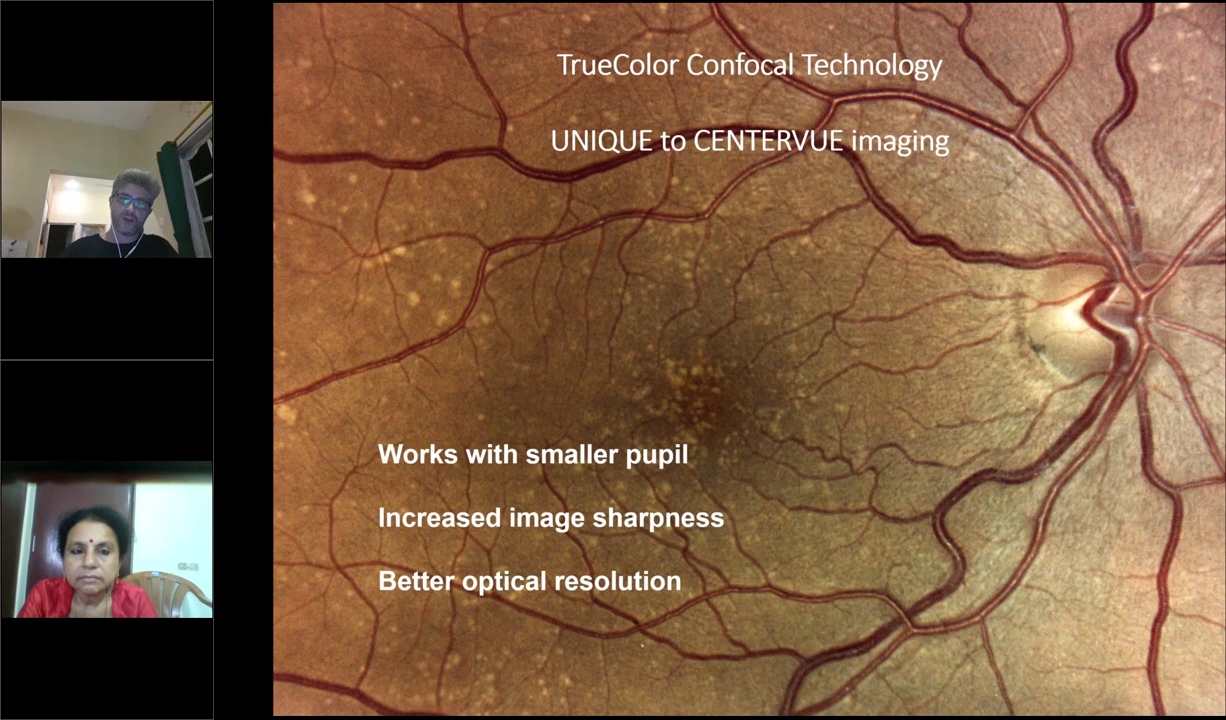 TrueColor Confocal Technology
UNIQUE to CENTERVUE imaging
Works with smaller pupil
Increased image sharpness
Better optical resolution